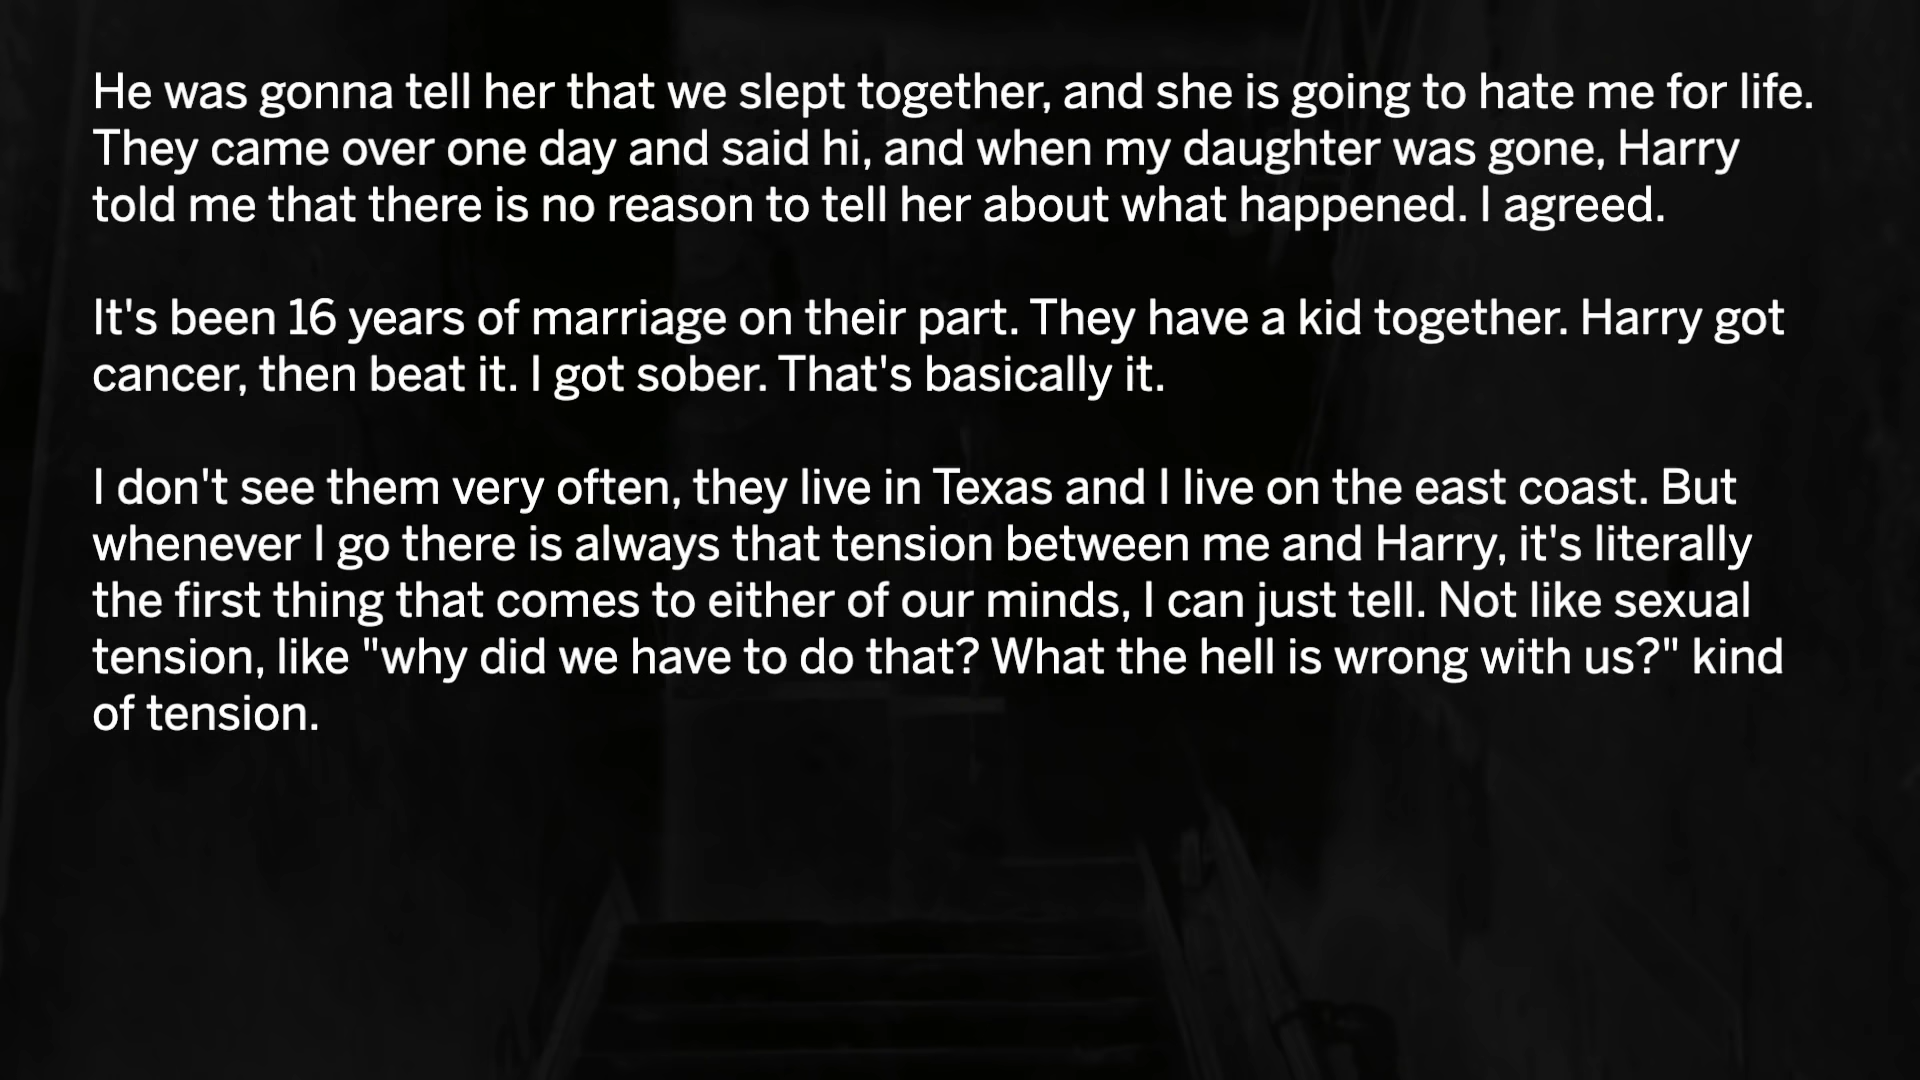 He was gonna tell her that we slept together, and she is going to hate me for life.
They came over one day and said hi, and when my daughter was gone, Harry
told me that there is no reason to tell her about what happened. I agreed.
It's been 16 years of marriage on their part. They have a kid together. Harry got
cancer, then beat it. I got sober. That's basically it.
I don't see them very often, they live in Texas and I live on the east coast. But
whenever I go there is always that tension between me and Harry, it's literally
the first thing that comes to either of our minds, I can just tell. Not like sexual
tension, like "why did we have to do that? What the hell is wrong with us?" kind
of tension.